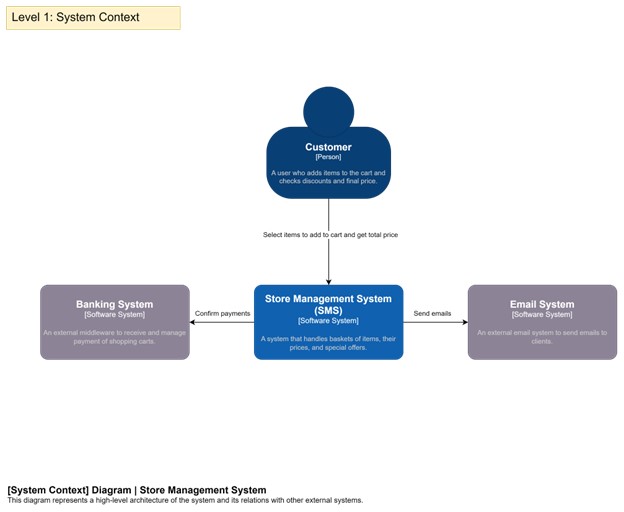 Level 1: System Context
Customer
[Person]
A user who adds items to the cart and
checks discounts and final price.
Select items to add to cart and get total price
Banking System
[Software System]
An external middleware to receive and manage
payment of shopping carts.
Confirm payments
Store Management System
(SMS)
[Software System]
A system that handles baskets of items, their
prices, and special offers.
Send emails
Email System
[Software System]
An external email system to send emails to
clients.
[System Context] Diagram | Store Management System
This diagram represents a high-level architecture of the system and its relations with other external systems.